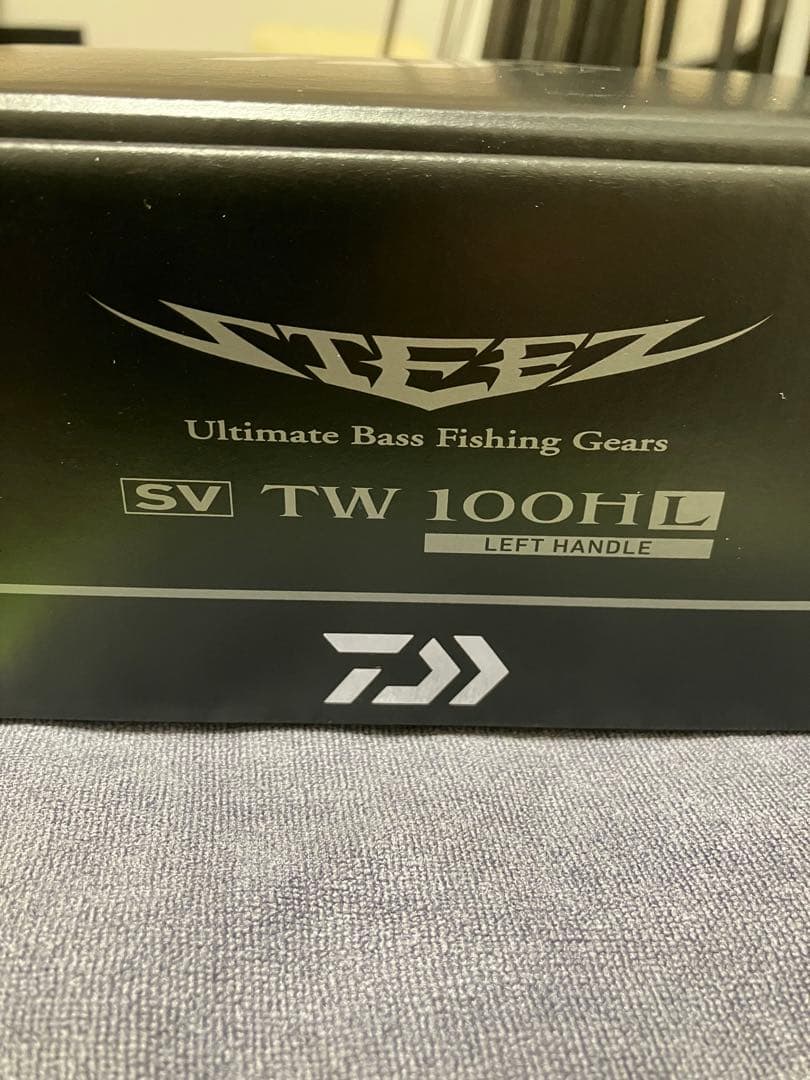 STEEZ
Ultimate Bass Fishing Gears
SV TW 100HL
LEFT HANDLE